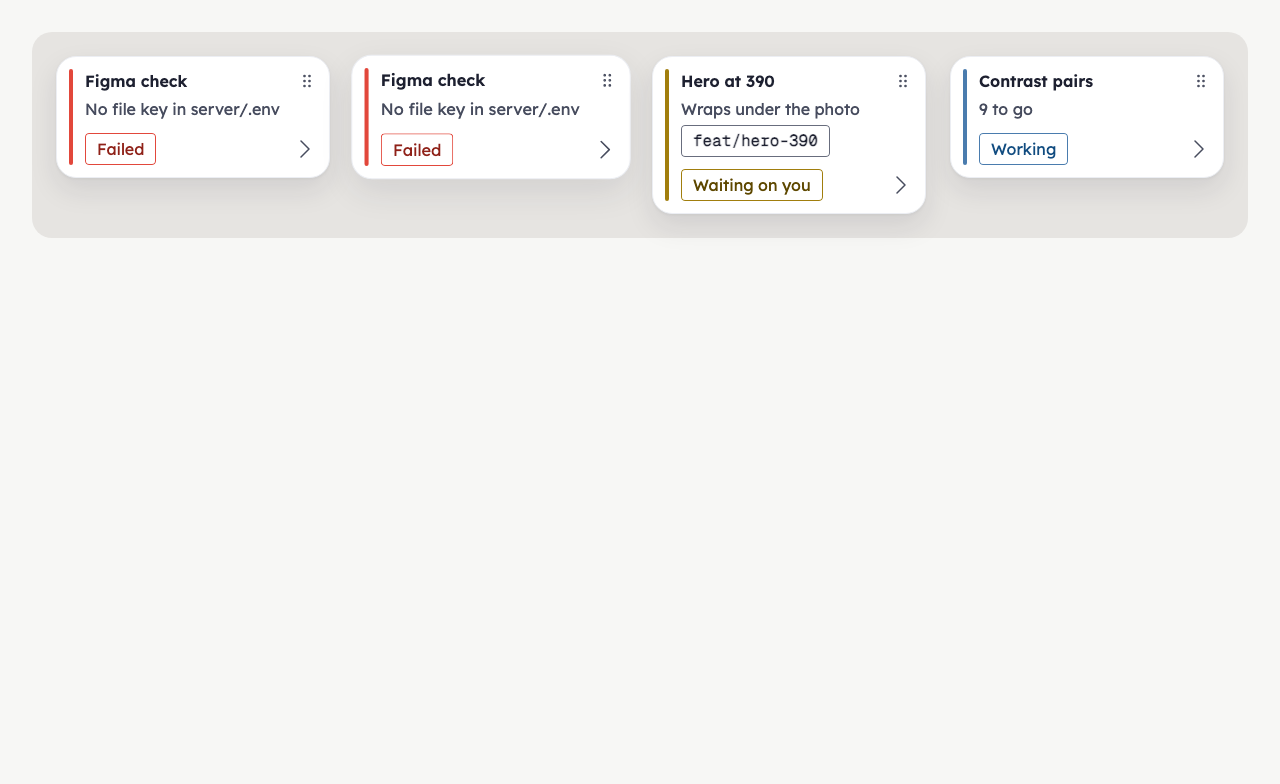 Figma check
No file key in server/.env
Failed
Figma check
No file key in server/.env
Failed
Hero at 390
Wraps under the photo
feat/hero-390
Waiting on you
Contrast pairs
9 to go
Working